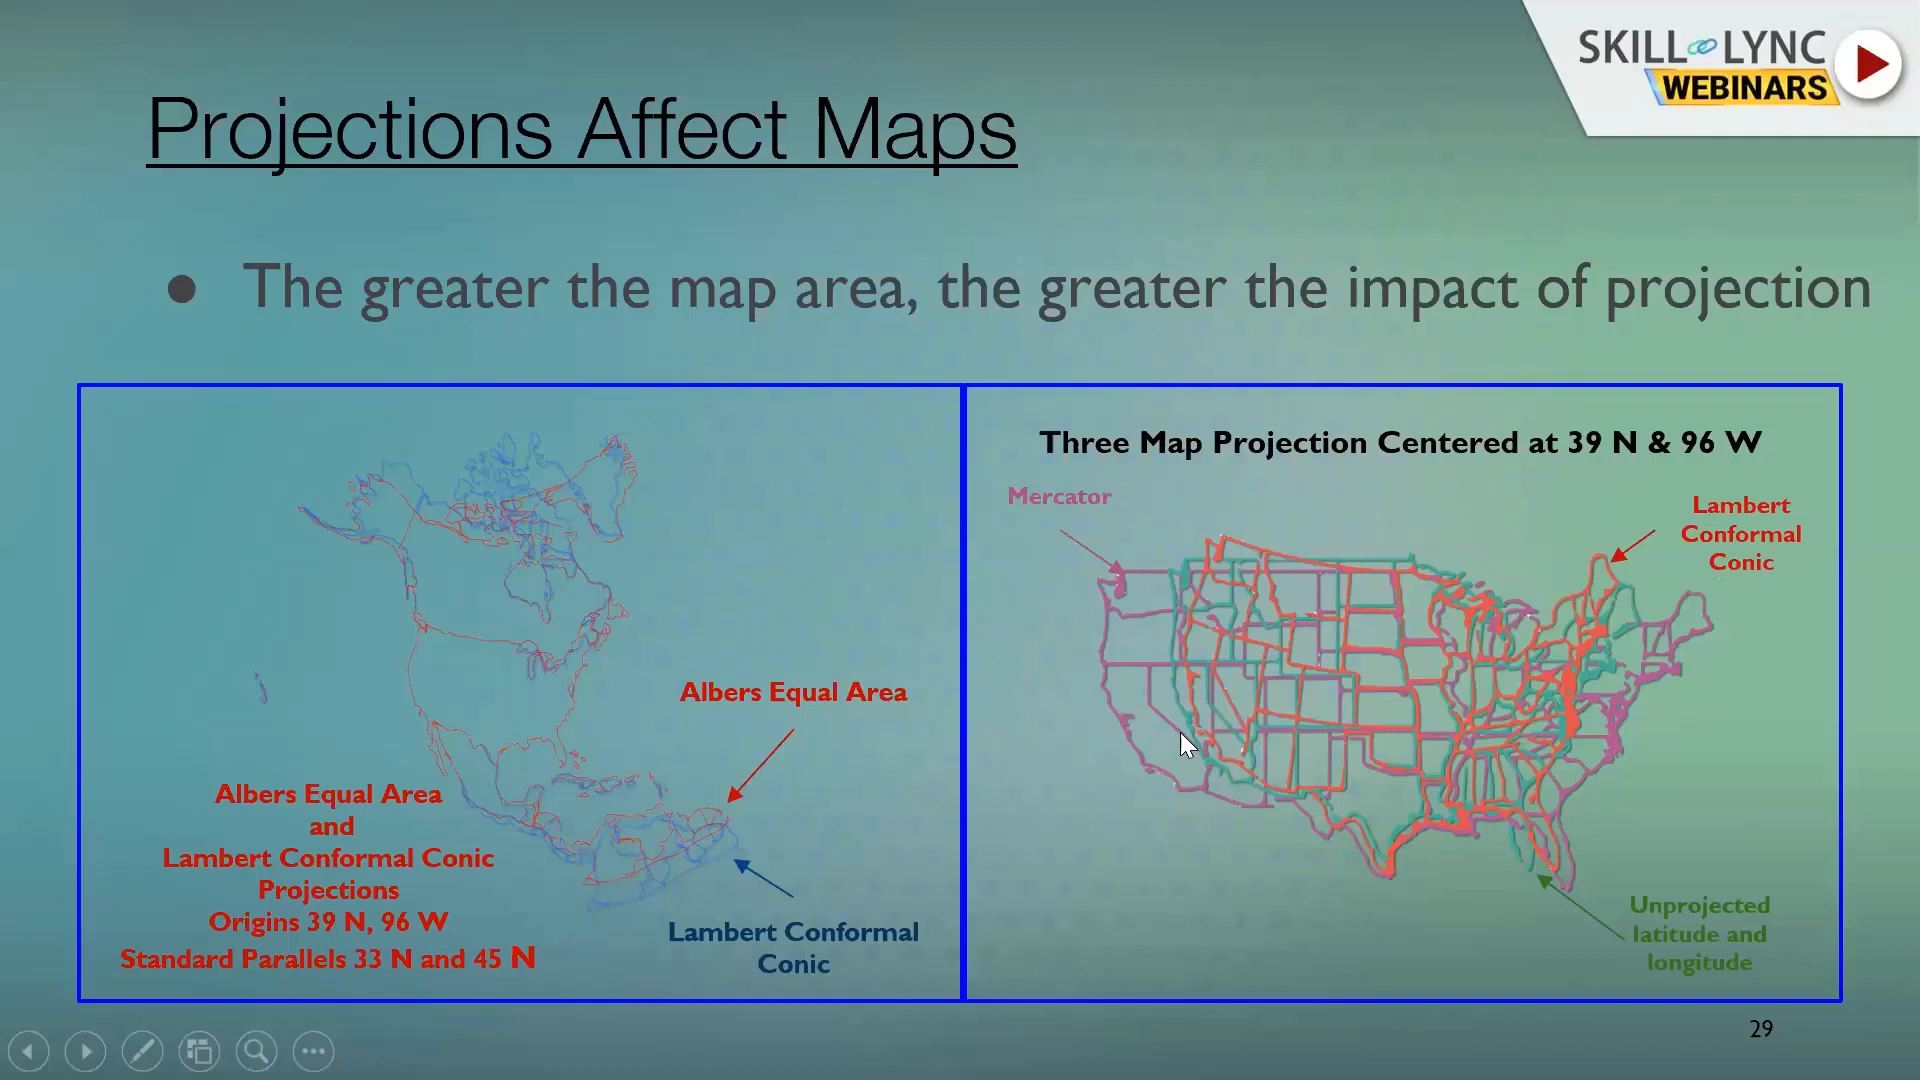 SKILL LYNC
WEBINARS
Projections Affect Maps
● The greater the map area, the greater the impact of projection
Albers Equal Area
Albers Equal Area
and
Lambert Conformal Conic
Projections
Origins 39 N, 96 W
Standard Parallels 33 N and 45 N
Lambert Conformal
Conic
Three Map Projection Centered at 39 N & 96 W
Mercator
Lambert
Conformal
Conic
Unprojected
latitude and
longitude
29